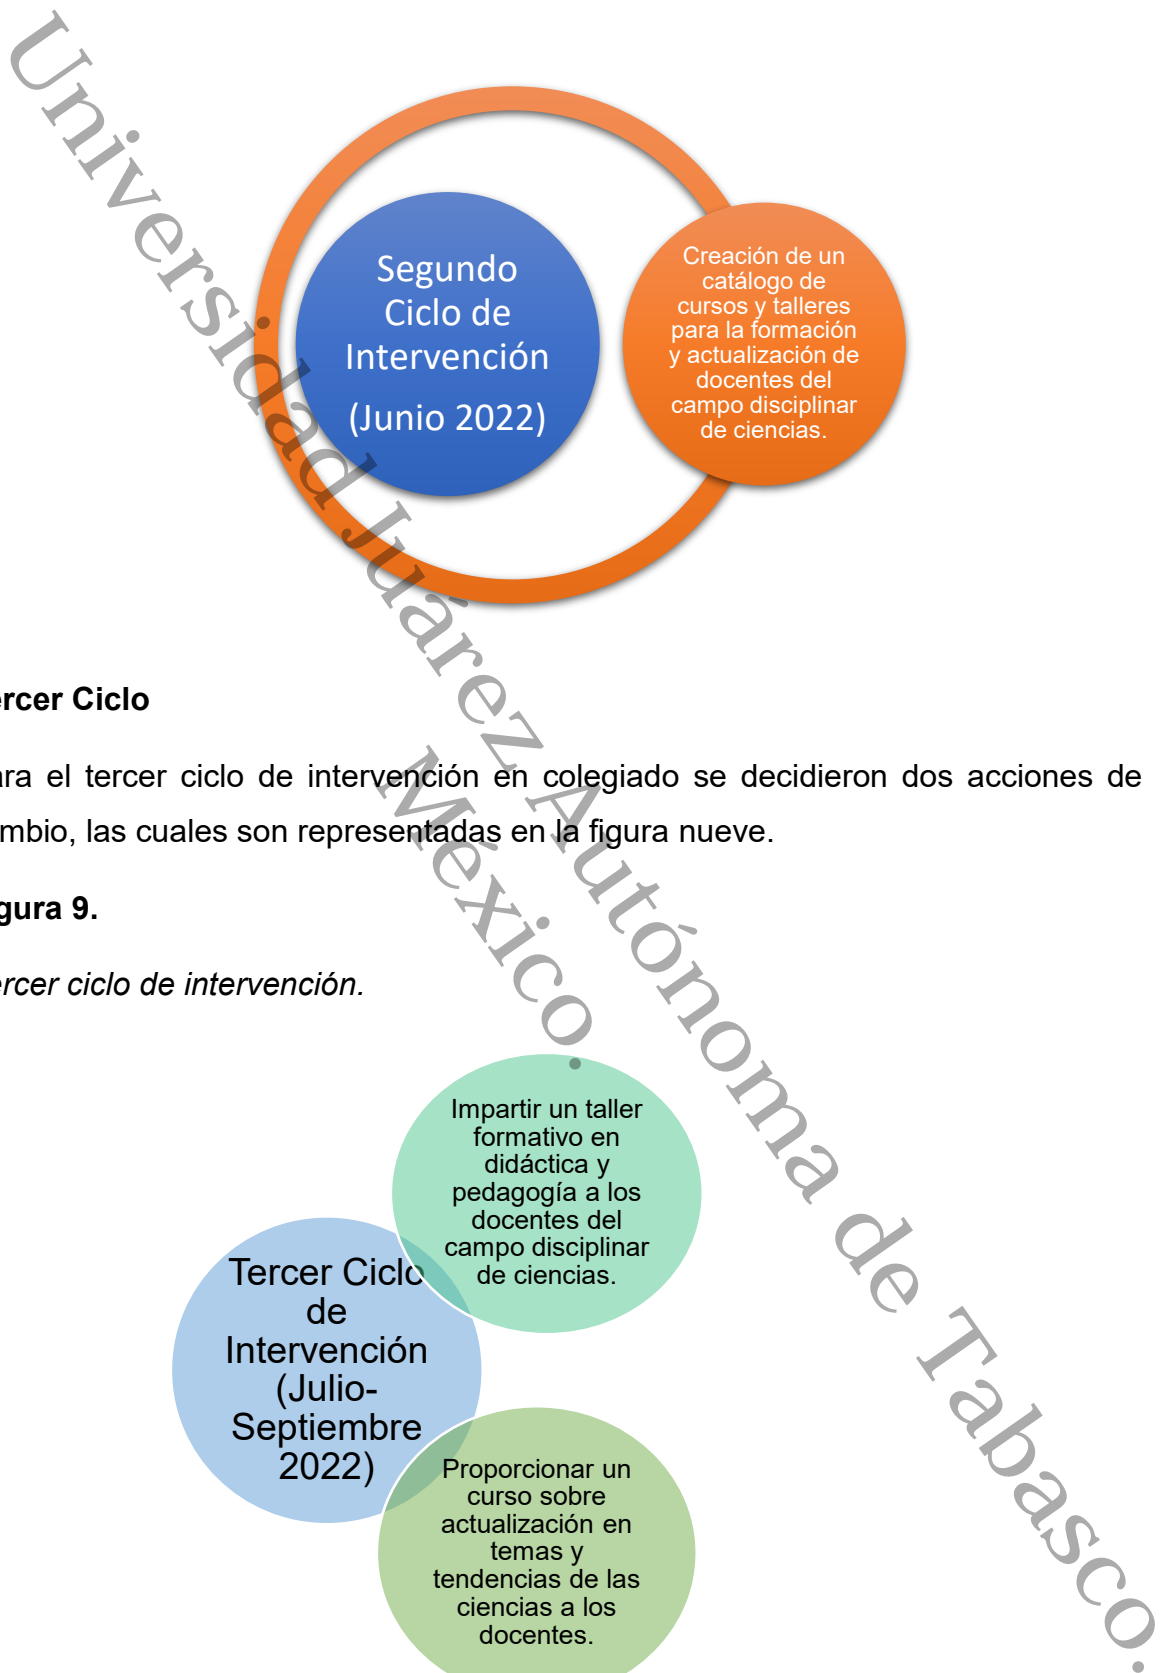 Segundo
Ciclo de
Intervención
(Junio 2022)
Creación de un
catálogo de
cursos y talleres
para la formación
y actualización de
docentes del
campo disciplinar
de ciencias.
ercer Ciclo
ara el tercer ciclo de intervención en colegiado se decidieron dos acciones de
mbio, las cuales son representadas en la figura nueve.
gura 9.
ercer ciclo de intervención.
Impartir un taller
formativo en
didáctica y
pedagogía a los
docentes del
campo disciplinar
de ciencias.
Tercer Ciclo
de
Intervención
(Julio-
Septiembre
2022)
Proporcionar un
curso sobre
actualización en
temas y
tendencias de las
ciencias a los
docentes.
Universidad Juárez Autónoma de Tabasco.
México.